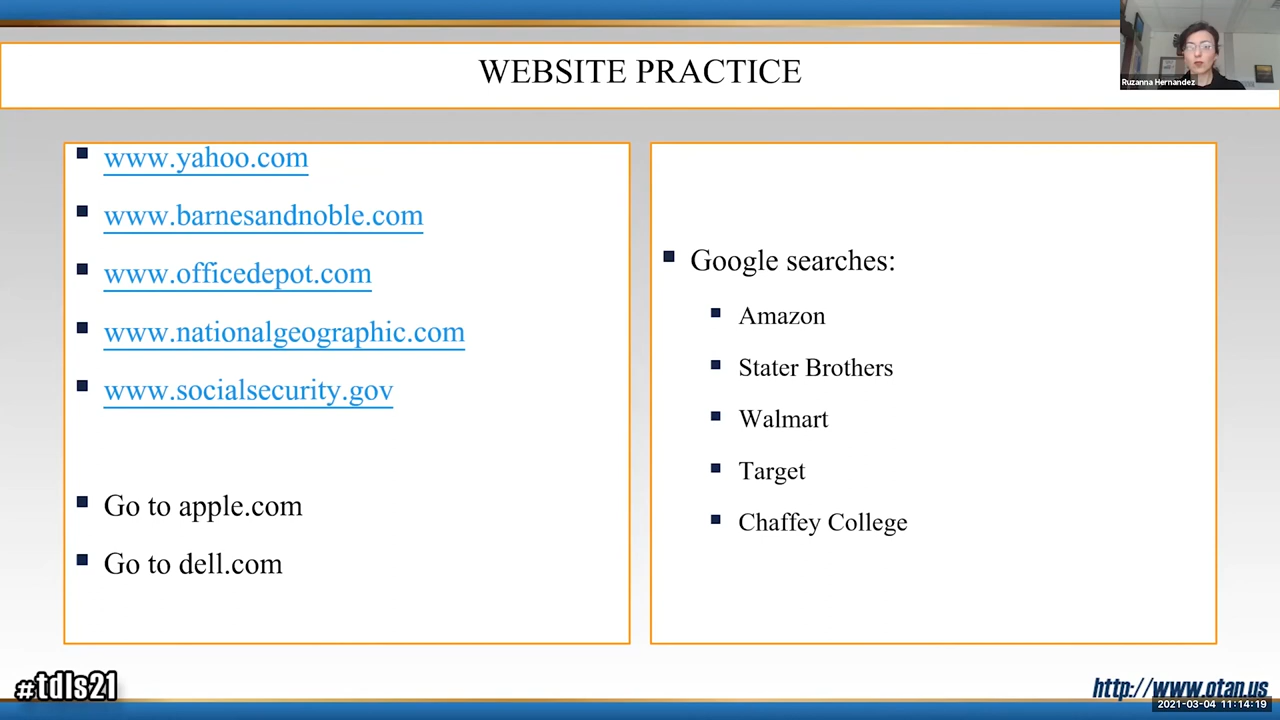 WEBSITE PRACTICE
Ruzanna Hernandez
www.yahoo.com
www.barnesandnoble.com
www.officedepot.com
www.nationalgeographic.com
www.socialsecurity.gov
Go to apple.com
Go to dell.com
Google searches:
Amazon
Stater Brothers
Walmart
Target
Chaffey College
#tdls21
http://www.otan.us
2021-03-04 11:14:19